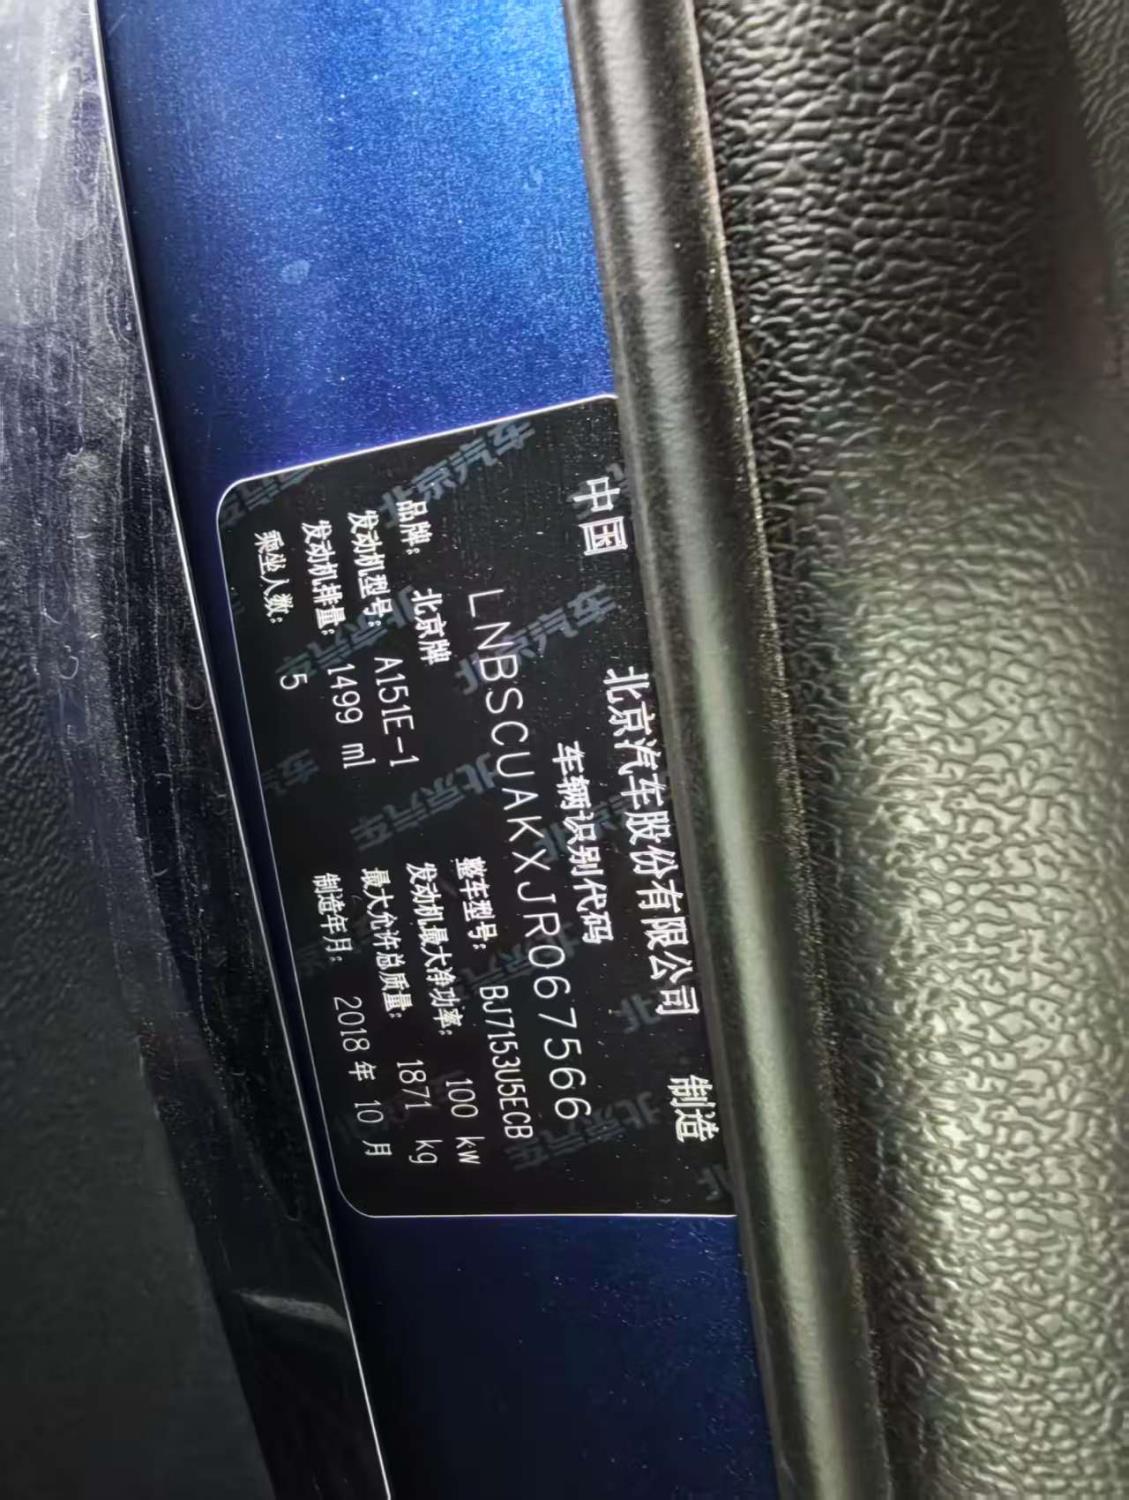 中国 北京汽车股份有限公司 制造
车辆识别代码
LNBSCUAKXJR067566
品牌: 北京牌 整车型号: BJ7153U5ECB
发动机型号: A151E-1 发动机最大净功率: 100 kW
发动机排量: 1499 ml 最大允许总质量: 1871 kg
乘坐人数: 5 制造年月: 2018 年 10 月
北京汽车